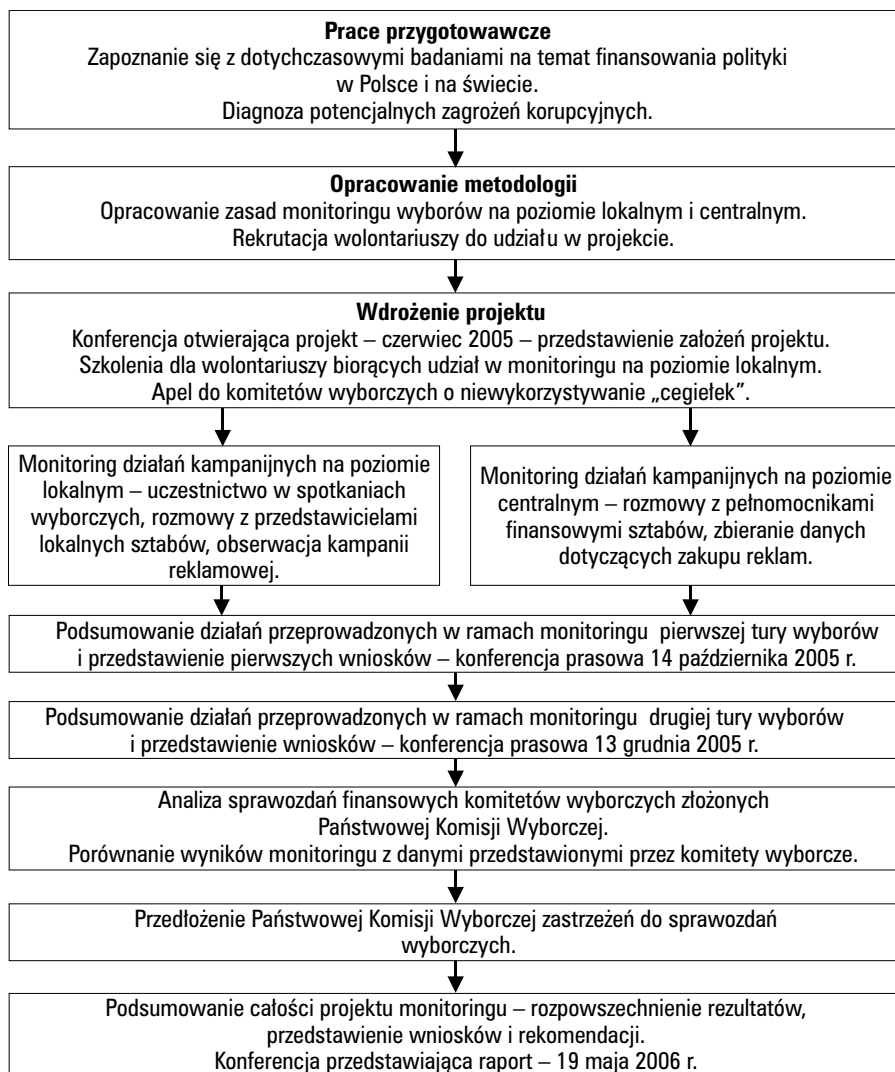 Prace przygotowawcze
Zapoznanie się z dotychczasowymi badaniami na temat finansowania polityki
w Polsce i na świecie.
Diagnoza potencjalnych zagrożeń korupcyjnych.
Opracowanie metodologii
Opracowanie zasad monitringu wyborów na poziomie lokalnym i centralnym.
Rekrutacja wolontariuszy do udziału w projekcie.
Wdrożenie projektu
Konferencja otwierająca projekt – czerwiec 2005 – przedstawienie założeń projektu.
Szkolenia dla wolontariuszy biorących udział w monitringu na poziomie lokalnym.
Apel do komitetów wyborczych o niewykorzystywanie „cegiełek”.
Monitoring działań kampanijnych na poziomie
lokalnym – uczestnictwo w spotkaniach
wyborczych, rozmowy z przedstawicielami
lokalnych sztabów, obserwacja kampanii
reklamowej.
Monitoring działań kampanijnych na poziomie
centralnym – rozmowy z pełnomocnikami
finansowymi sztabów, zbieranie danych
dotyczących zakupu reklam.
Podsumowanie działań przeprowadzonych w ramach monitringu pierwszej tury wyborów
i przedstawienie pierwszych wniosków – konferencja prasowa 14 października 2005 r.
Podsumowanie działań przeprowadzonych w ramach monitringu drugiej tury wyborów
i przedstawienie wniosków – konferencja prasowa 13 grudnia 2005 r.
Analiza sprawozdań finansowych komitetów wyborczych złożonych
Państwowej Komisji Wyborczej.
Porównanie wyników monitringu z danymi przedstawionymi przez komitety wyborcze.
Przedłożenie Państwowej Komisji Wyborczej zastrzeżeń do sprawozdań
wyborczych.
Podsumowanie całości projektu monitringu – rozpowszechnienie rezultatów,
przedstawienie wniosków i rekomendacji.
Konferencja przedstawiająca raport – 19 maja 2006 r.